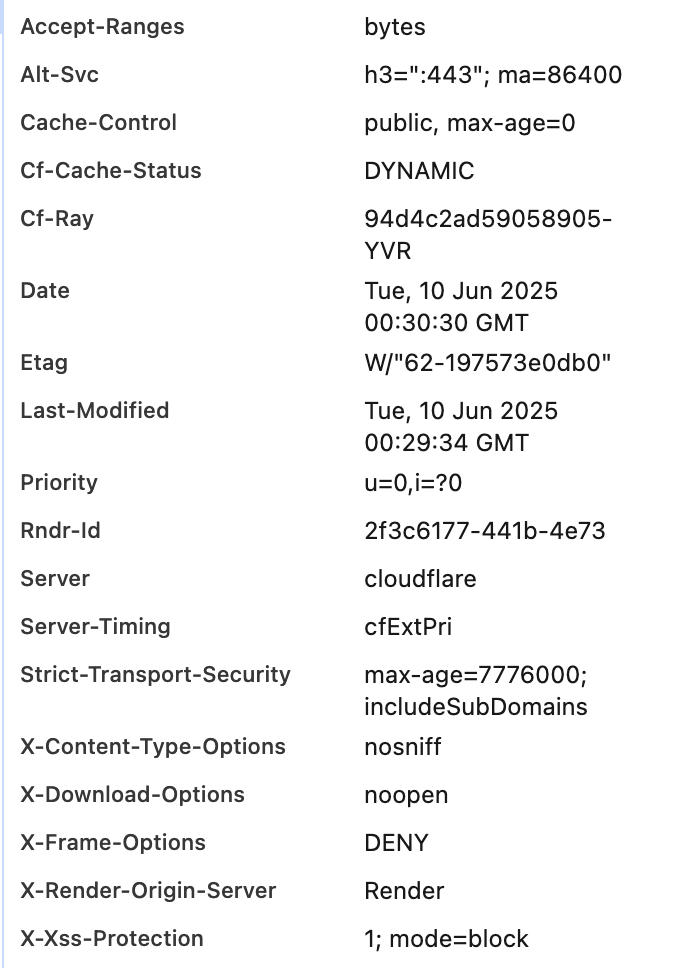 Accept-Ranges bytes
Alt-Svc h3=":443"; ma=86400
Cache-Control public, max-age=0
Cf-Cache-Status DYNAMIC
Cf-Ray 94d4c2ad59058905-
YVR
Date Tue, 10 Jun 2025
00:30:30 GMT
Etag W/"62-197573e0db0"
Last-Modified Tue, 10 Jun 2025
00:29:34 GMT
Priority u=0,i=?0
Rndr-Id 2f3c6177-441b-4e73
Server cloudflare
Server-Timing cfExtPri
Strict-Transport-Security max-age=7776000;
includeSubDomains
X-Content-Type-Options nosniff
X-Download-Options noopen
X-Frame-Options DENY
X-Render-Origin-Server Render
X-Xss-Protection 1; mode=block